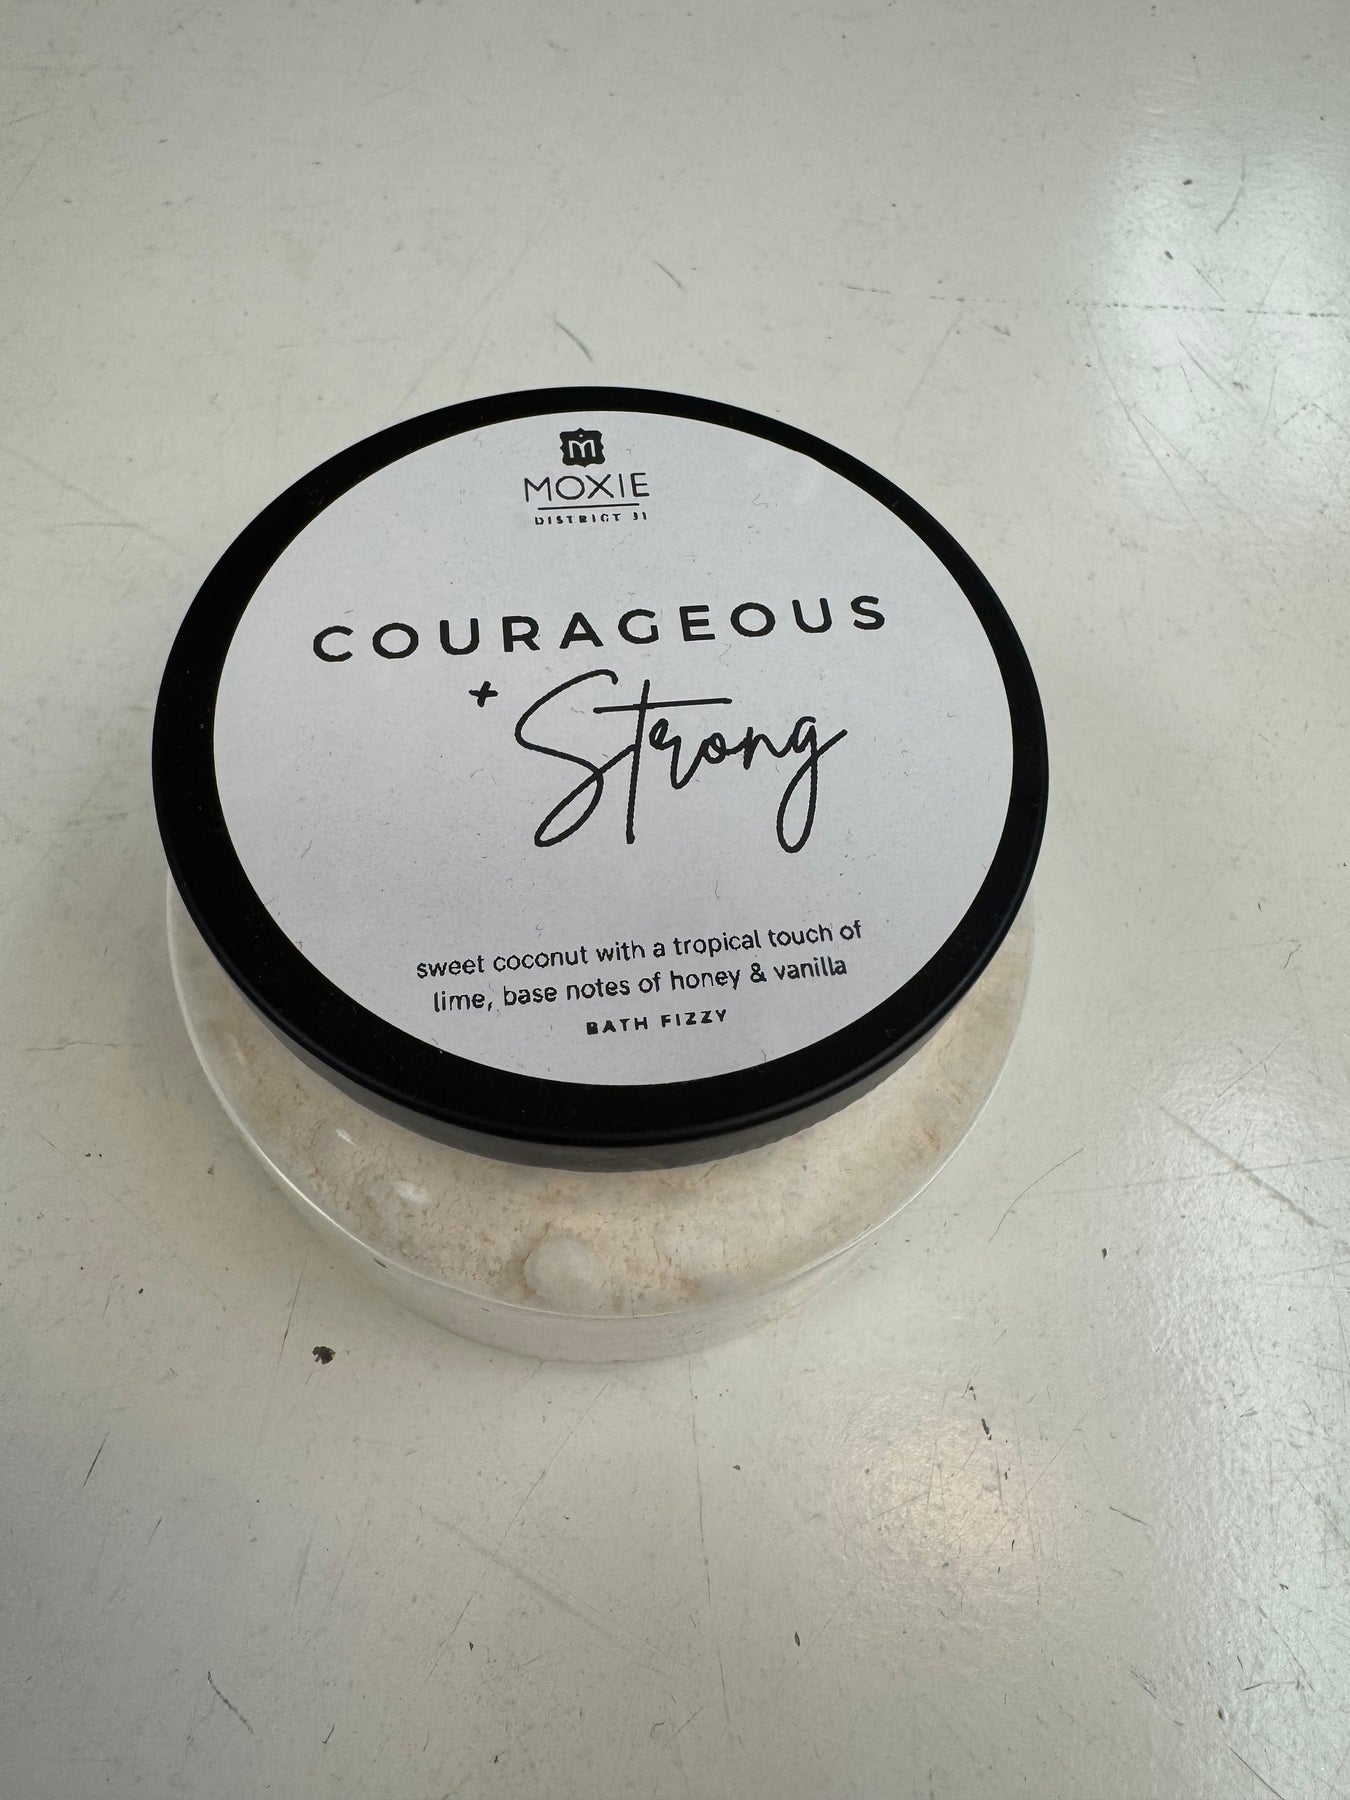 MOXIE
DISTRICT 31
COURAGEOUS
+ Strong
sweet coconut with a tropical touch of
lime, base notes of honey & vanilla
BATH FIZZY